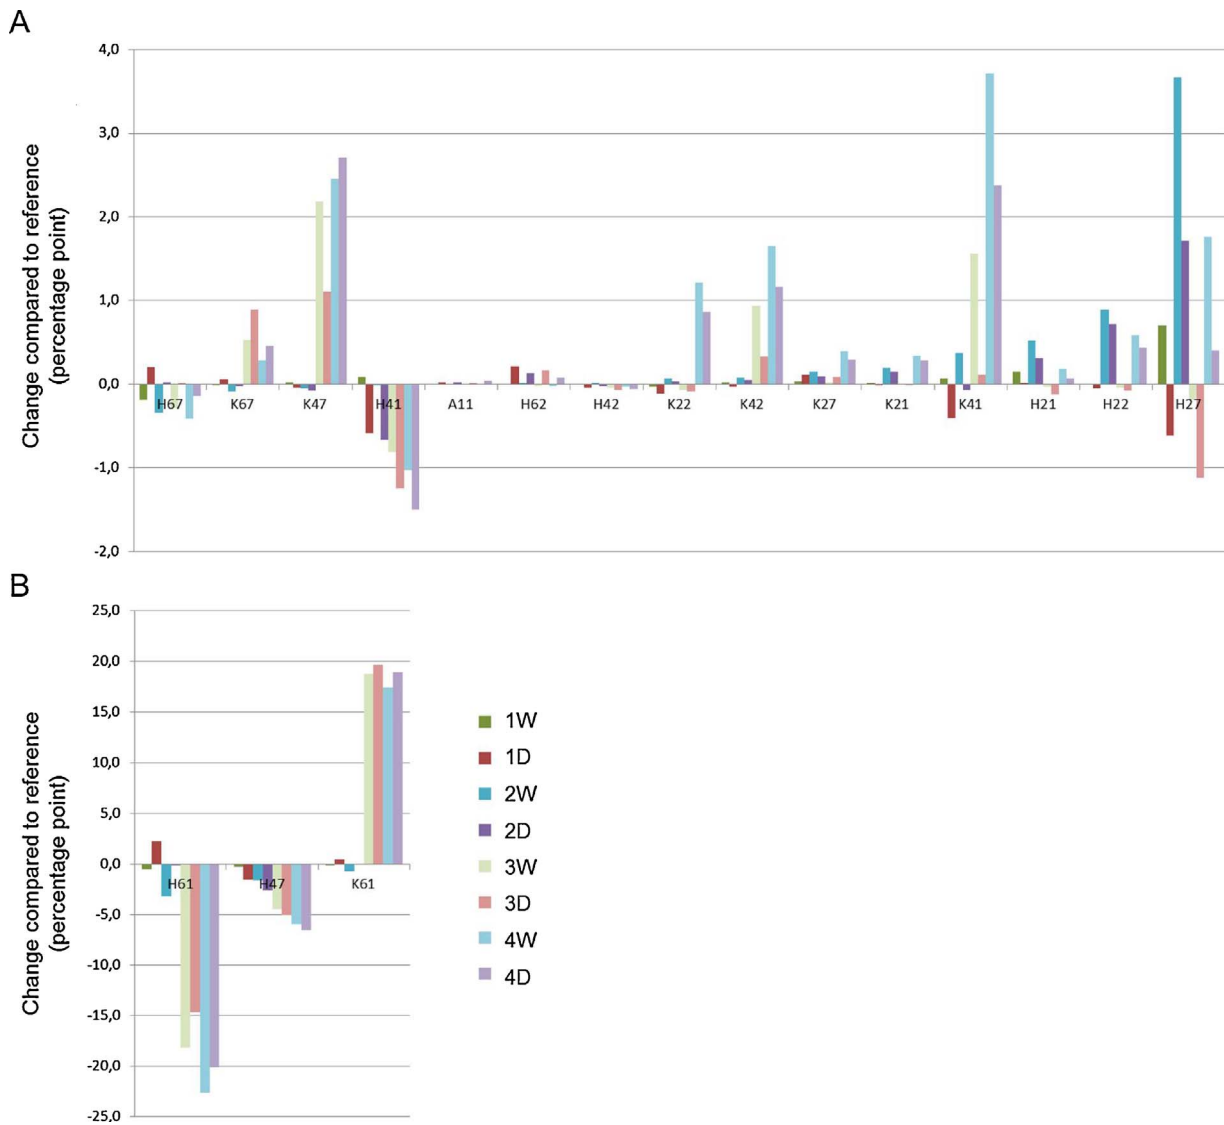 A
4,0
3,0
2,0
1,0
0,0
-1,0
-2,0
Change compared to reference
(percentage point)
H67 K67 K47 H41 A11 H62 H42 K22 K42 K27 K21 K41 H21 H22 H27
B
25,0
20,0
15,0
10,0
5,0
0,0
-5,0
-10,0
-15,0
-20,0
-25,0
Change compared to reference
(percentage point)
H61 H47 K61
1W
1D
2W
2D
3W
3D
4W
4D